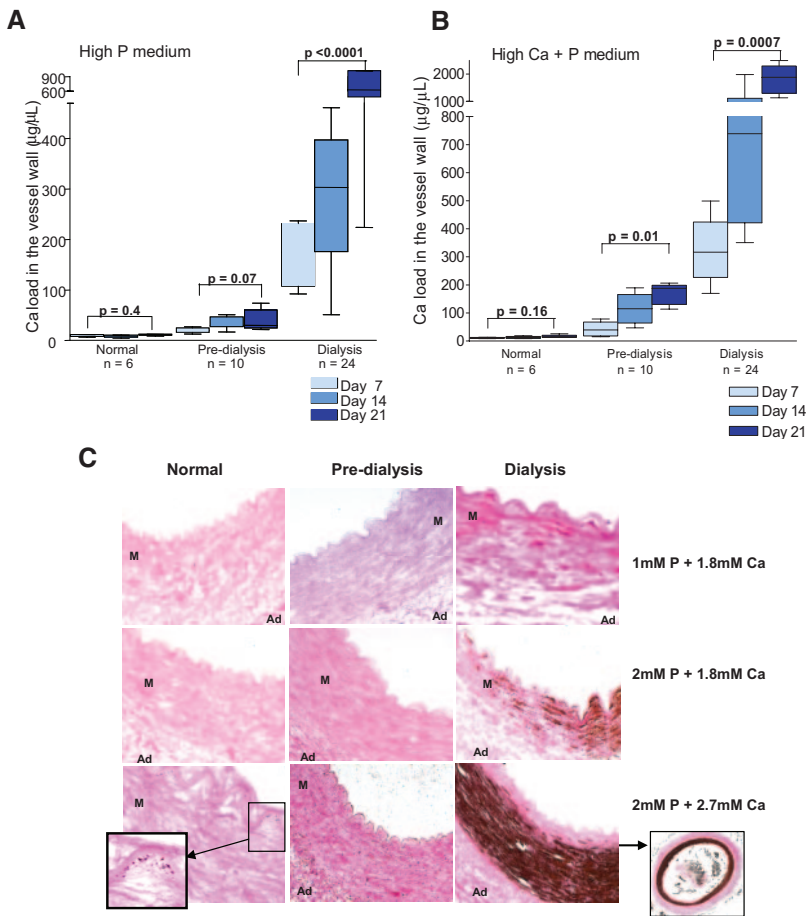 A
High P medium
Ca load in the vessel wall (µg/µL)
900
600
400
300
200
100
0
p = 0.4
p = 0.07
p <0.0001
Normal
n = 6
Pre-dialysis
n = 10
Dialysis
n = 24
Day 7
Day 14
Day 21
B
High Ca + P medium
Ca load in the vessel wall (µg/µL)
2000
1000
800
700
600
500
400
300
200
100
0
p = 0.16
p = 0.01
p = 0.0007
Normal
n = 6
Pre-dialysis
n = 10
Dialysis
n = 24
Day 7
Day 14
Day 21
C
Normal Pre-dialysis Dialysis
M
Ad
M
M
Ad
1mM P + 1.8mM Ca
M
Ad
M
Ad
M
Ad
2mM P + 1.8mM Ca
M
M
Ad
Ad
2mM P + 2.7mM Ca